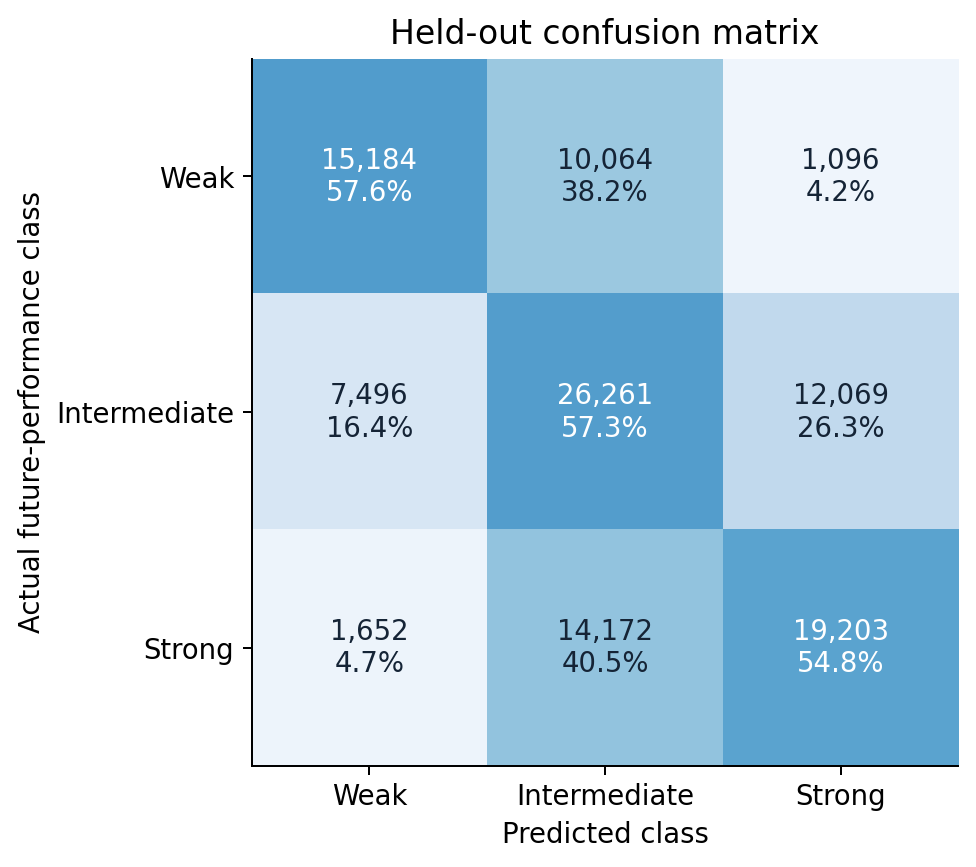 Held-out confusion matrix
Actual future-performance class
Weak
15,184
57.6%
10,064
38.2%
1,096
4.2%
Intermediate
7,496
16.4%
26,261
57.3%
12,069
26.3%
Strong
1,652
4.7%
14,172
40.5%
19,203
54.8%
Weak
Intermediate
Strong
Predicted class